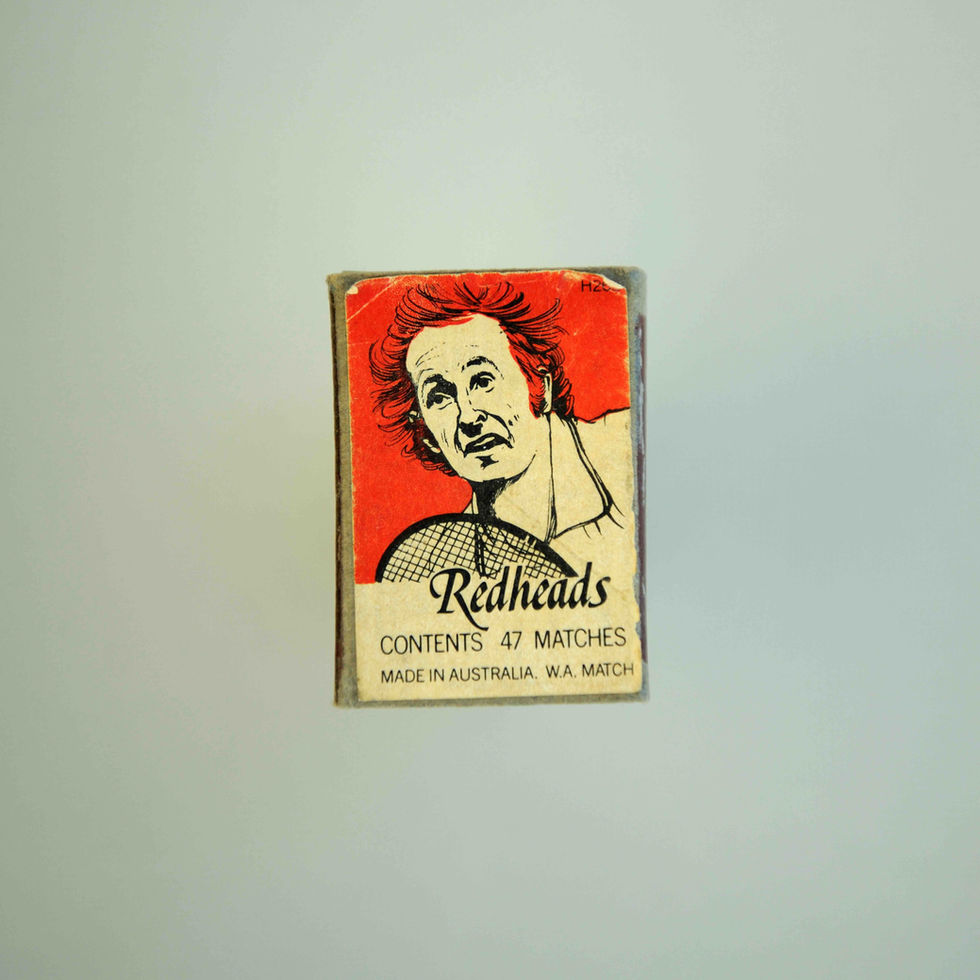 Redheads
CONTENTS 47 MATCHES
MADE IN AUSTRALIA. W.A. MATCH